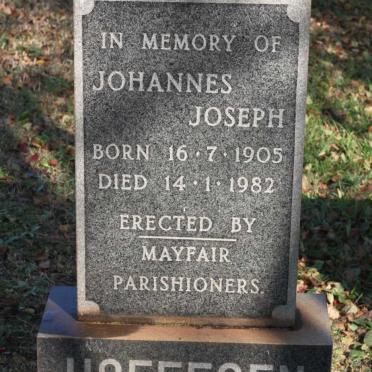 IN MEMORY OF
JOHANNES
JOSEPH
BORN 16·7·1905
DIED 14·1·1982
ERECTED BY
MAYFAIR
PARISHIONERS.